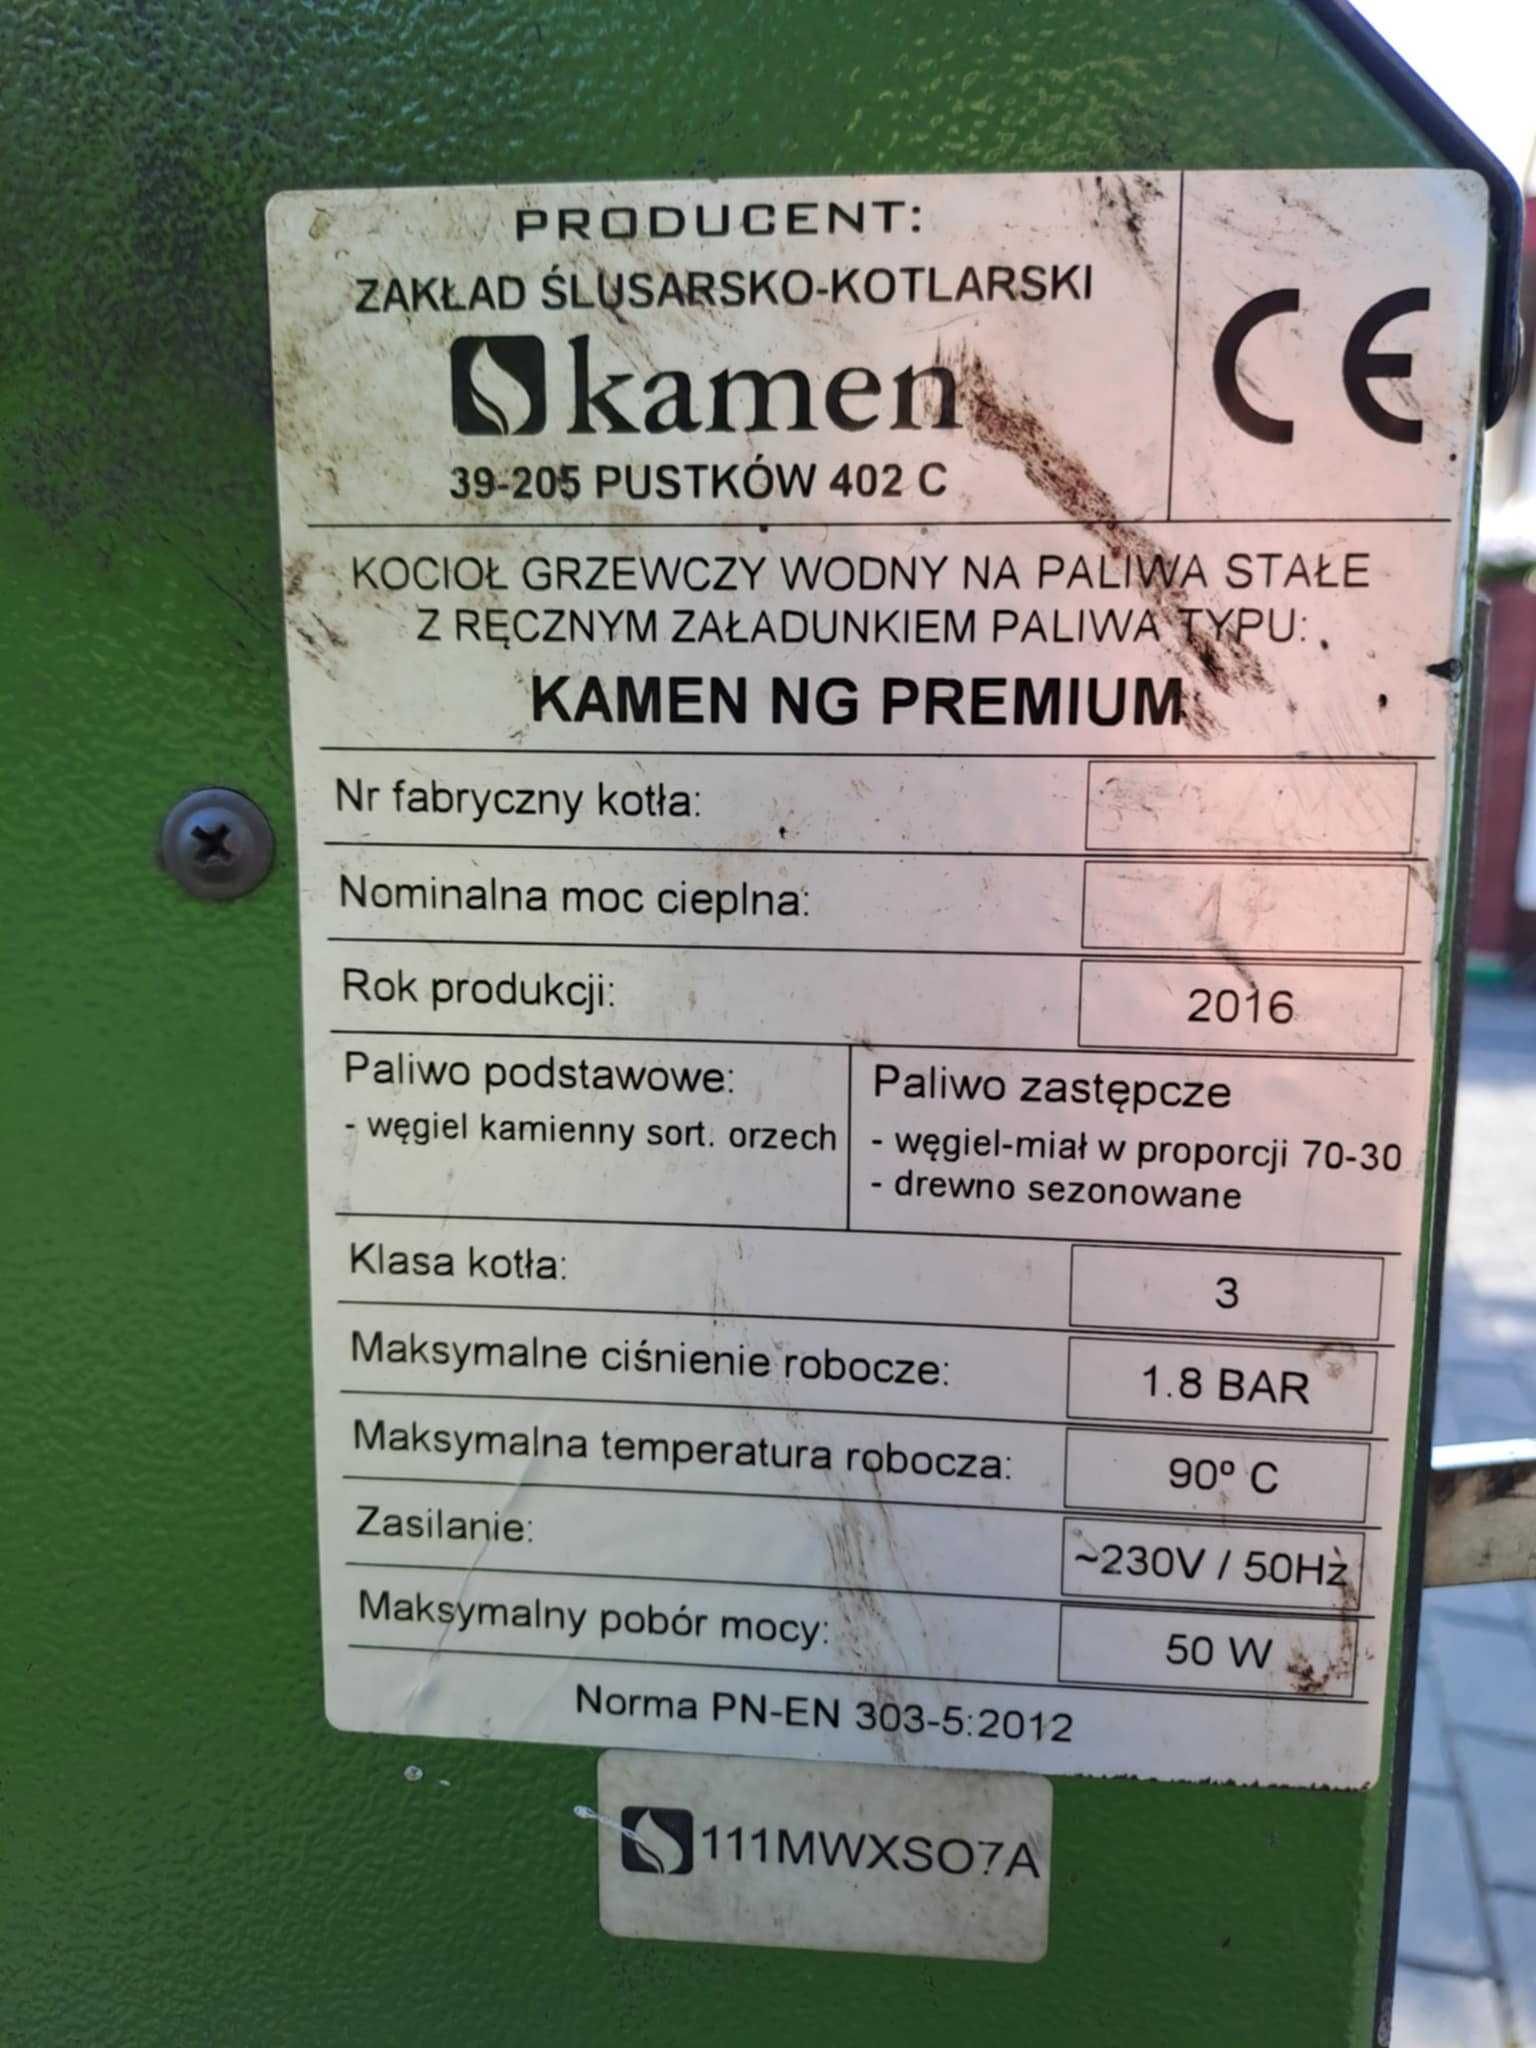 PRODUCENT:
ZAKŁAD ŚLUSARSKO-KOTLARSKI
kamen
39-205 PUSTKÓW 402 C
CE
KOCIOŁ GRZEWCZY WODNY NA PALIWA STAŁE
Z RĘCZNYM ZAŁADUNKIEM PALIWA TYPU:
KAMEN NG PREMIUM
Nr fabryczny kotła:
Nominalna moc cieplna:
Rok produkcji: 2016
Paliwo podstawowe:
- węgiel kamienny sort. orzech
Paliwo zastępcze
- węgiel-miał w proporcji 70-30
- drewno sezonowane
Klasa kotła: 3
Maksymalne ciśnienie robocze: 1.8 BAR
Maksymalna temperatura robocza: 90º C
Zasilanie: ~230V / 50Hz
Maksymalny pobór mocy: 50 W
Norma PN-EN 303-5:2012
111MWXSO7A